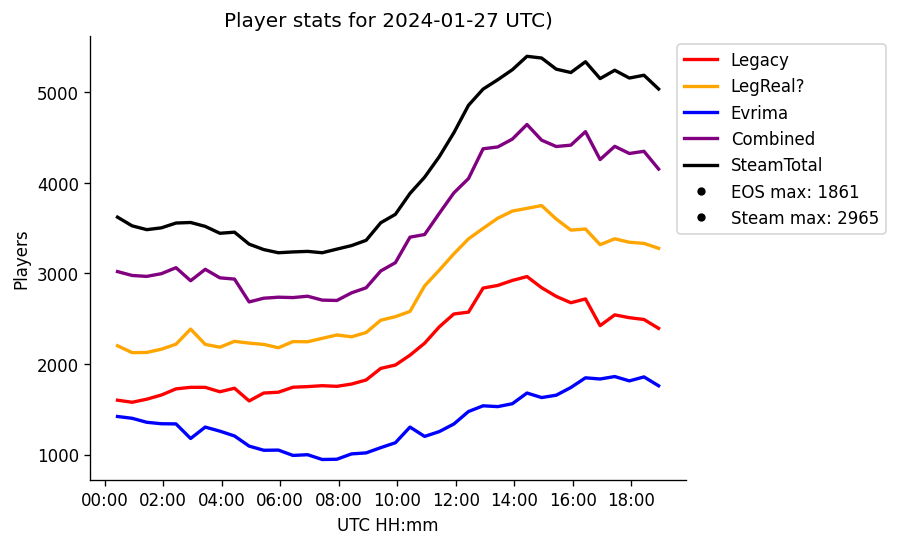 Player stats for 2024-01-27 UTC)
Legacy
LegReal?
Evrima
Combined
SteamTotal
EOS max: 1861
Steam max: 2965
Players
5000
4000
3000
2000
1000
00:00 02:00 04:00 06:00 08:00 10:00 12:00 14:00 16:00 18:00
UTC HH:mm